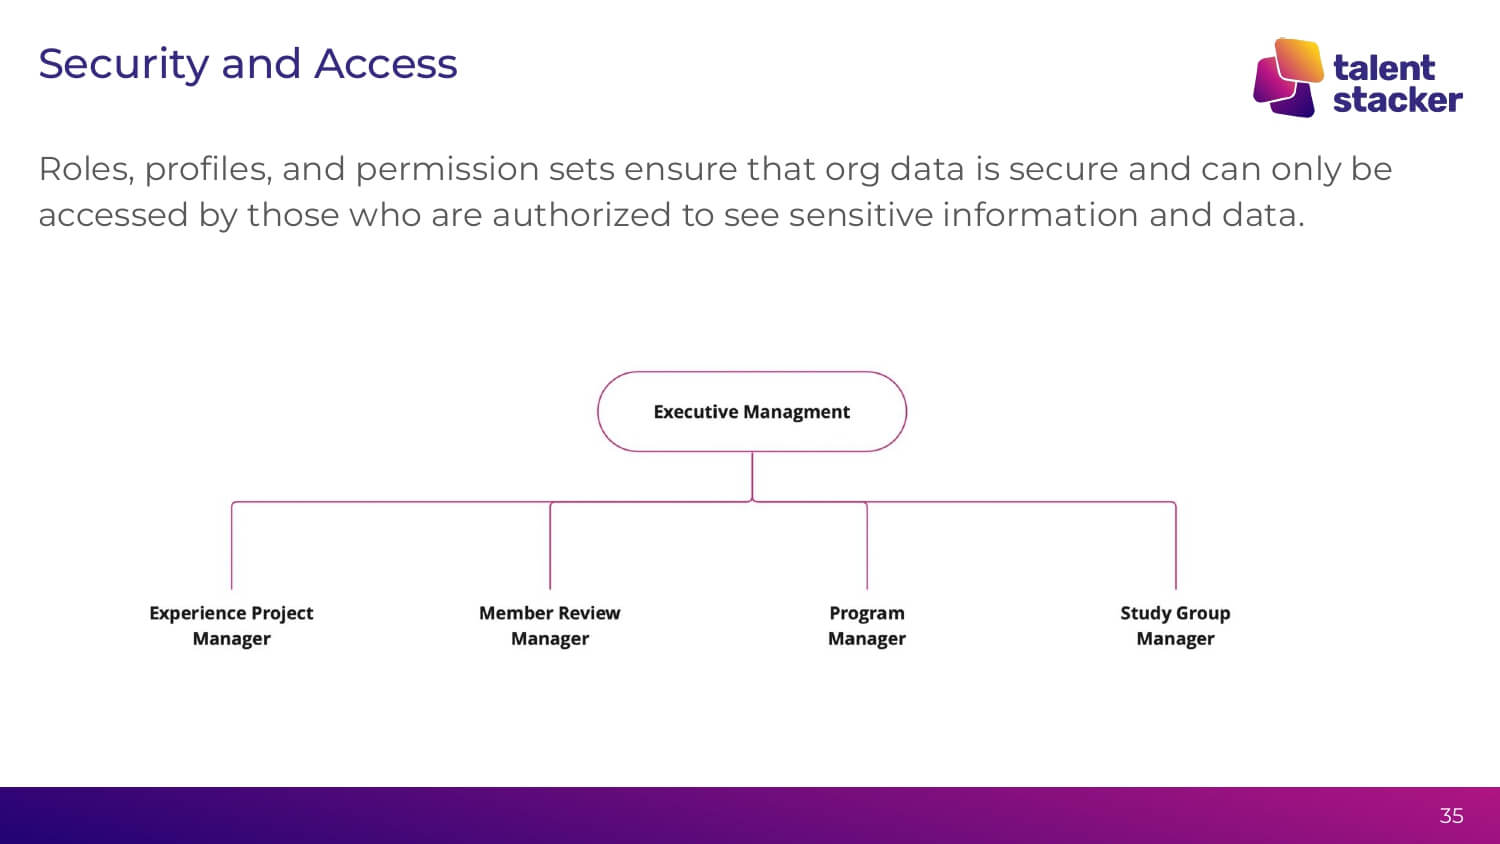 Security and Access
talent
stacker
Roles, profiles, and permission sets ensure that org data is secure and can only be
accessed by those who are authorized to see sensitive information and data.
Executive Managment
Experience Project
Manager
Member Review
Manager
Program
Manager
Study Group
Manager
35